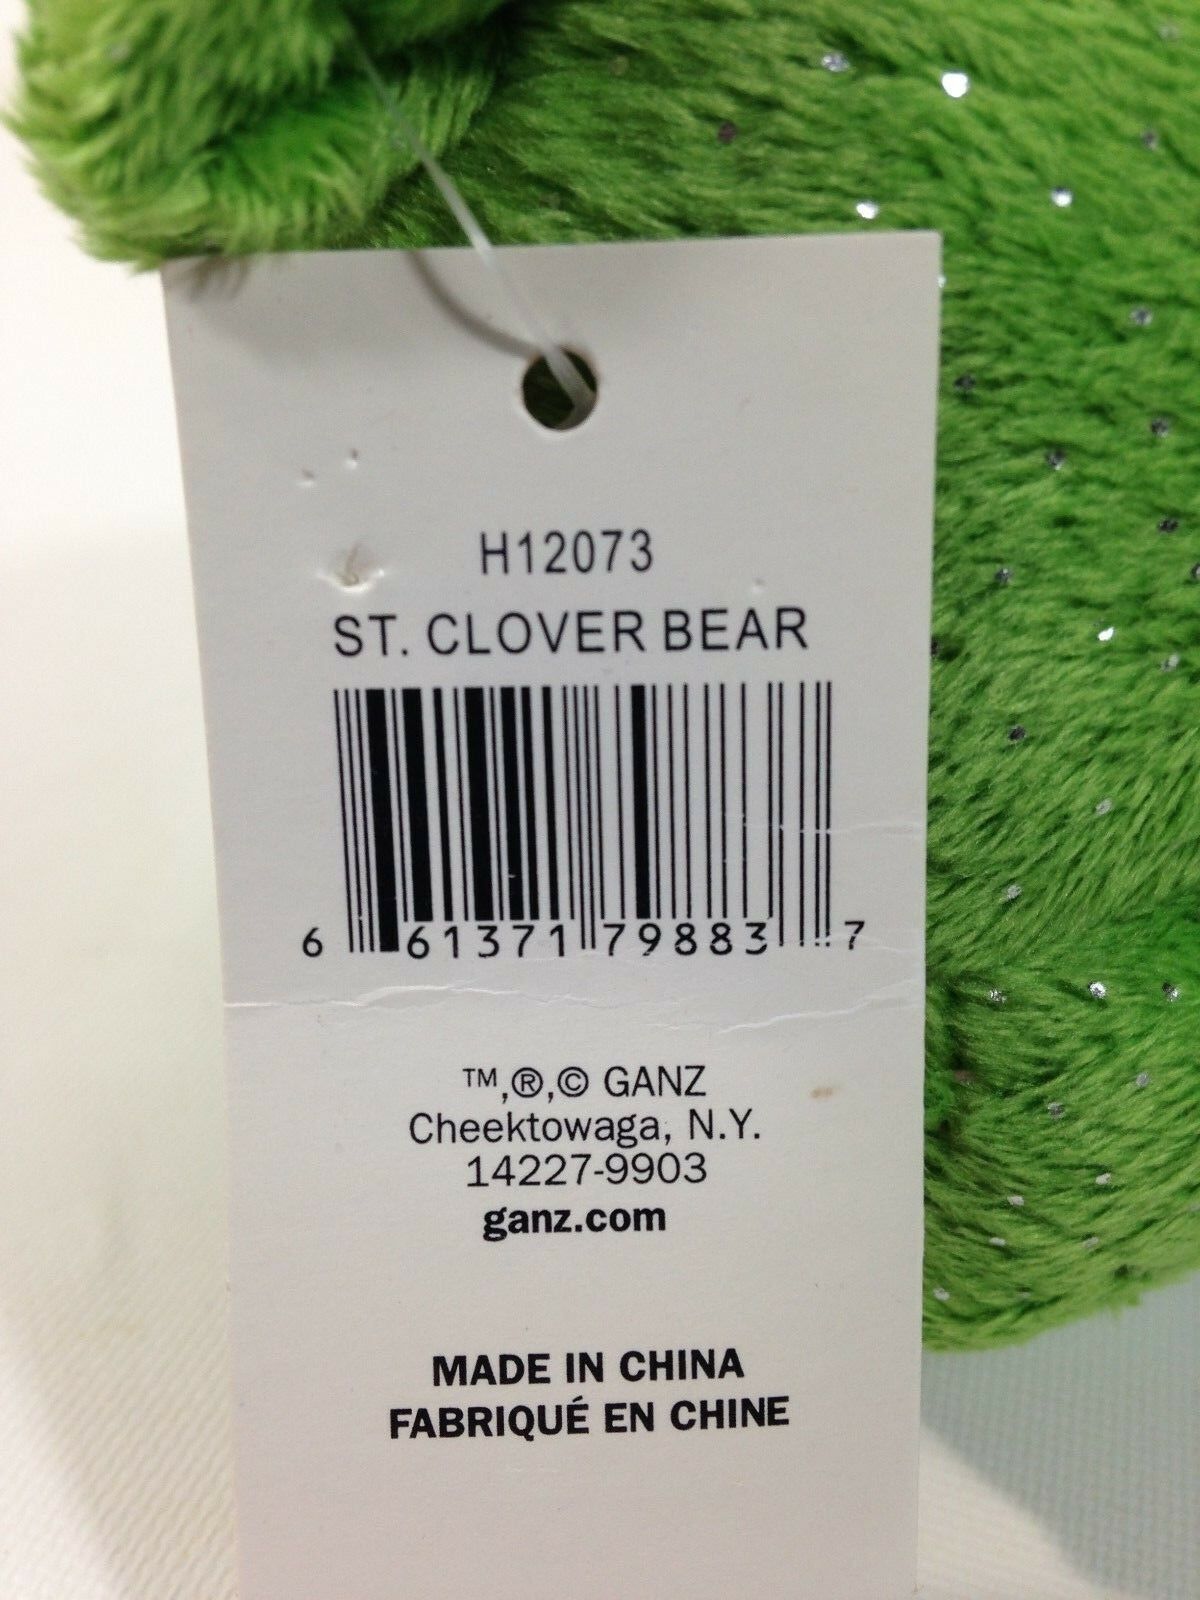 H12073
ST. CLOVER BEAR
6 61371 79883 7
™,®,© GANZ
Cheektowaga, N.Y.
14227-9903
ganz.com
MADE IN CHINA
FABRIQUÉ EN CHINE